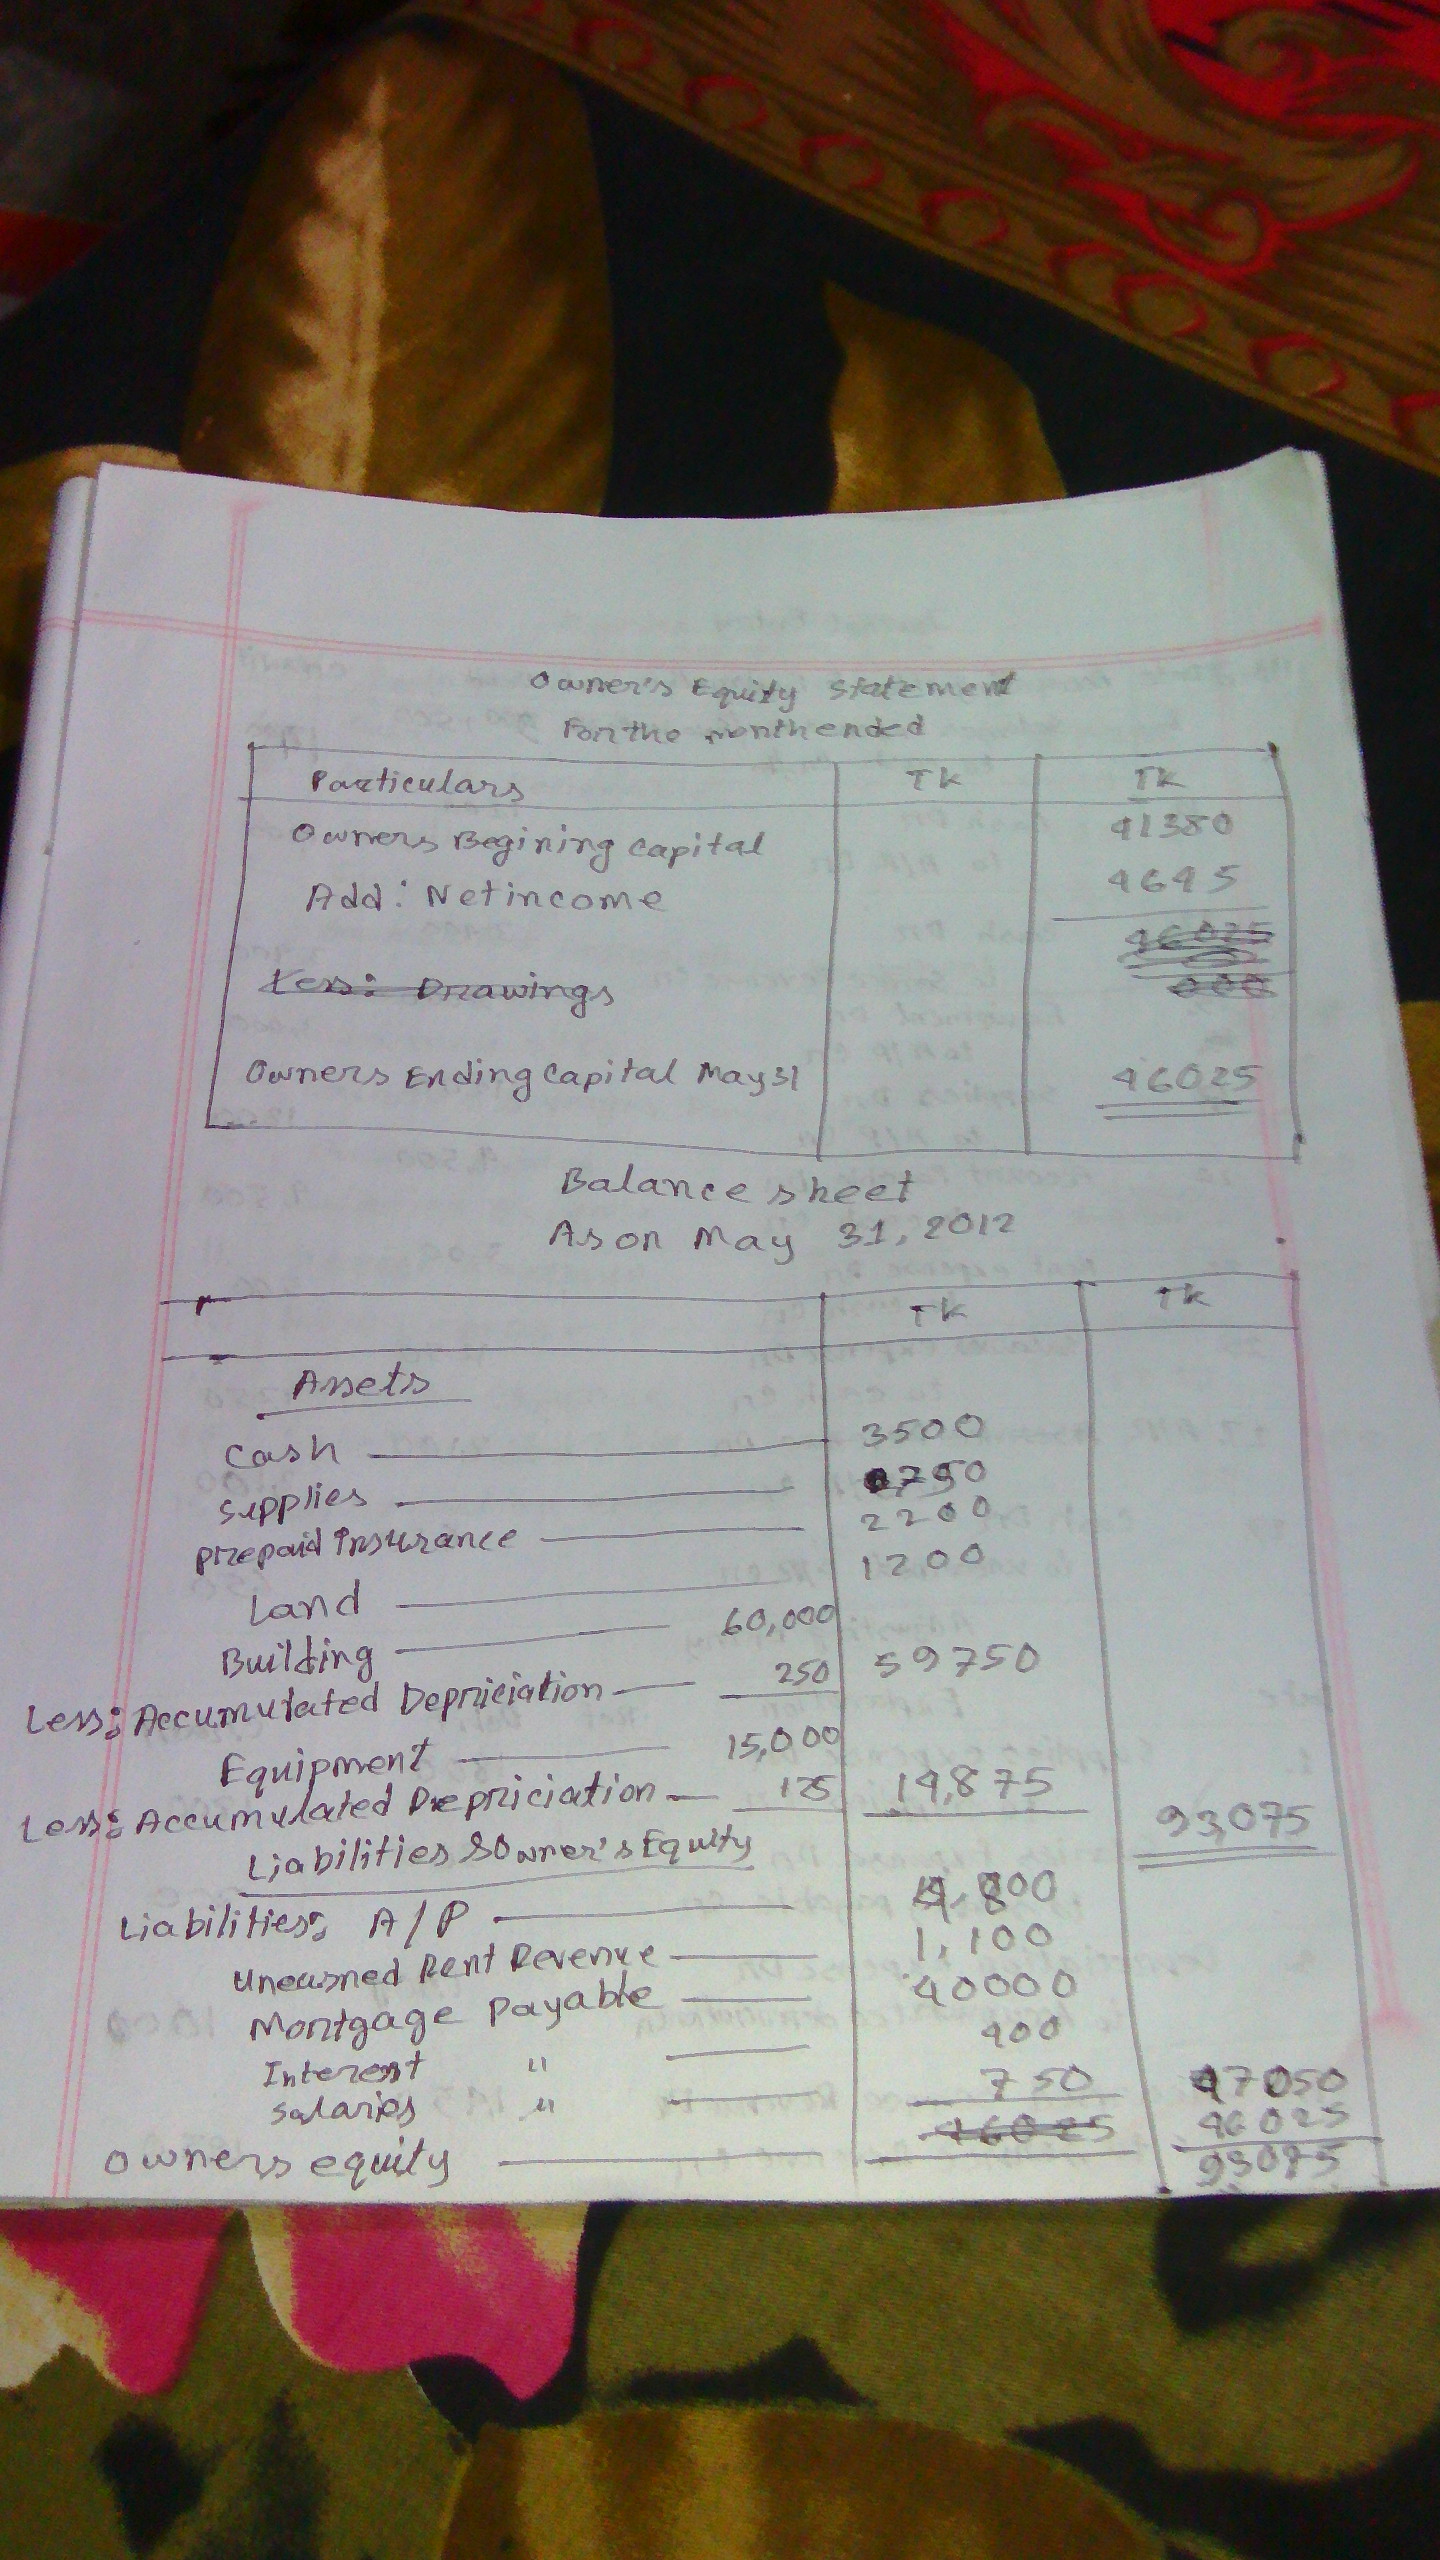 Owner's Equity Statement
For the month ended
Particulars Tk Tk
Owners Begining Capital 41380
Add: Net income 4645
46025
Less: Drawings 000
Owners Ending Capital May 31 46025
Balance sheet
As on May 31, 2012
Tk Tk
Assets
Cash 3500
Supplies 750
Prepaid Insurance 2200
Land 1200
Building 60,000
Less: Accumulated Depriciation 250 59750
Equipment 15,000
Less: Accumulated Depriciation 125 14,875 93,075
Liabilities & Owner's Equity
Liabilities: A/P 4,800
Unearned Rent Revenue 1,100
Mortgage Payable 40000
Interest " 400
Salaries " 750 47050
Owners equity 46025 46025
93075